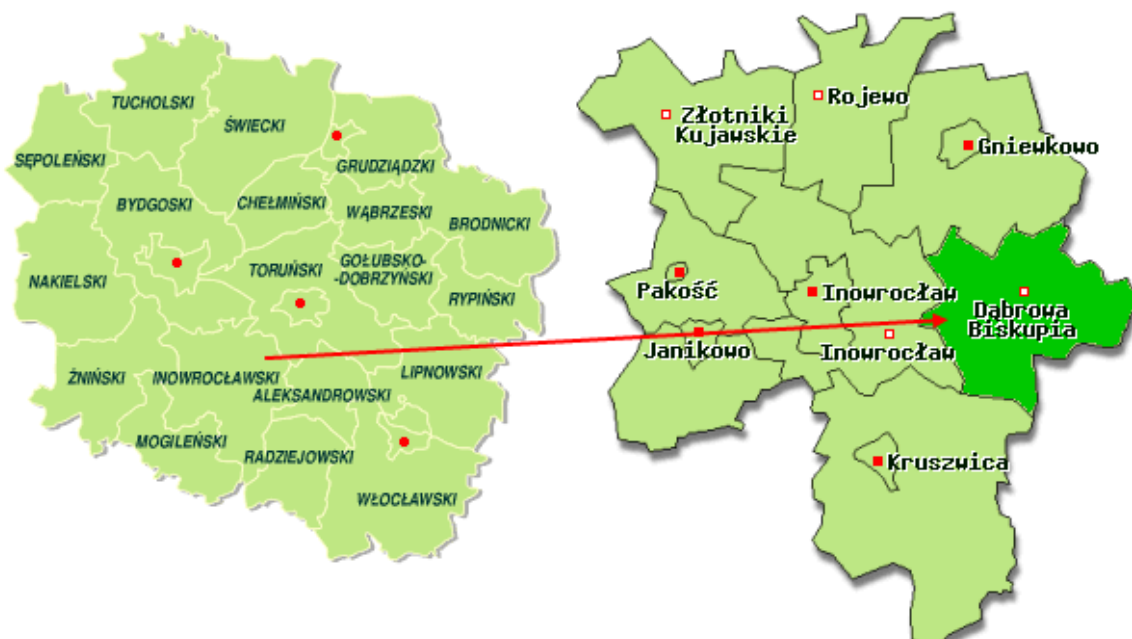 TUCHOLSKI
ŚWIECKI
SĘPOLEŃSKI
GRUDZIĄDZKI
BYDGOSKI
CHEŁMIŃSKI
WĄBRZESKI
BRODNICKI
NAKIELSKI
TORUŃSKI
GOŁUBSKO-
-DOBRZYŃSKI
RYPIŃSKI
ŻNIŃSKI
INOWROCŁAWSKI
LIPNOWSKI
ALEKSANDROWSKI
MOGILEŃSKI
RADZIEJOWSKI
WŁOCŁAWSKI
Złotniki
Kujawskie
Rojewo
Gniewkowo
Pakość
Inowrocław
Dąbrowa
Biskupia
Janikowo
Inowrocław
Kruszwica